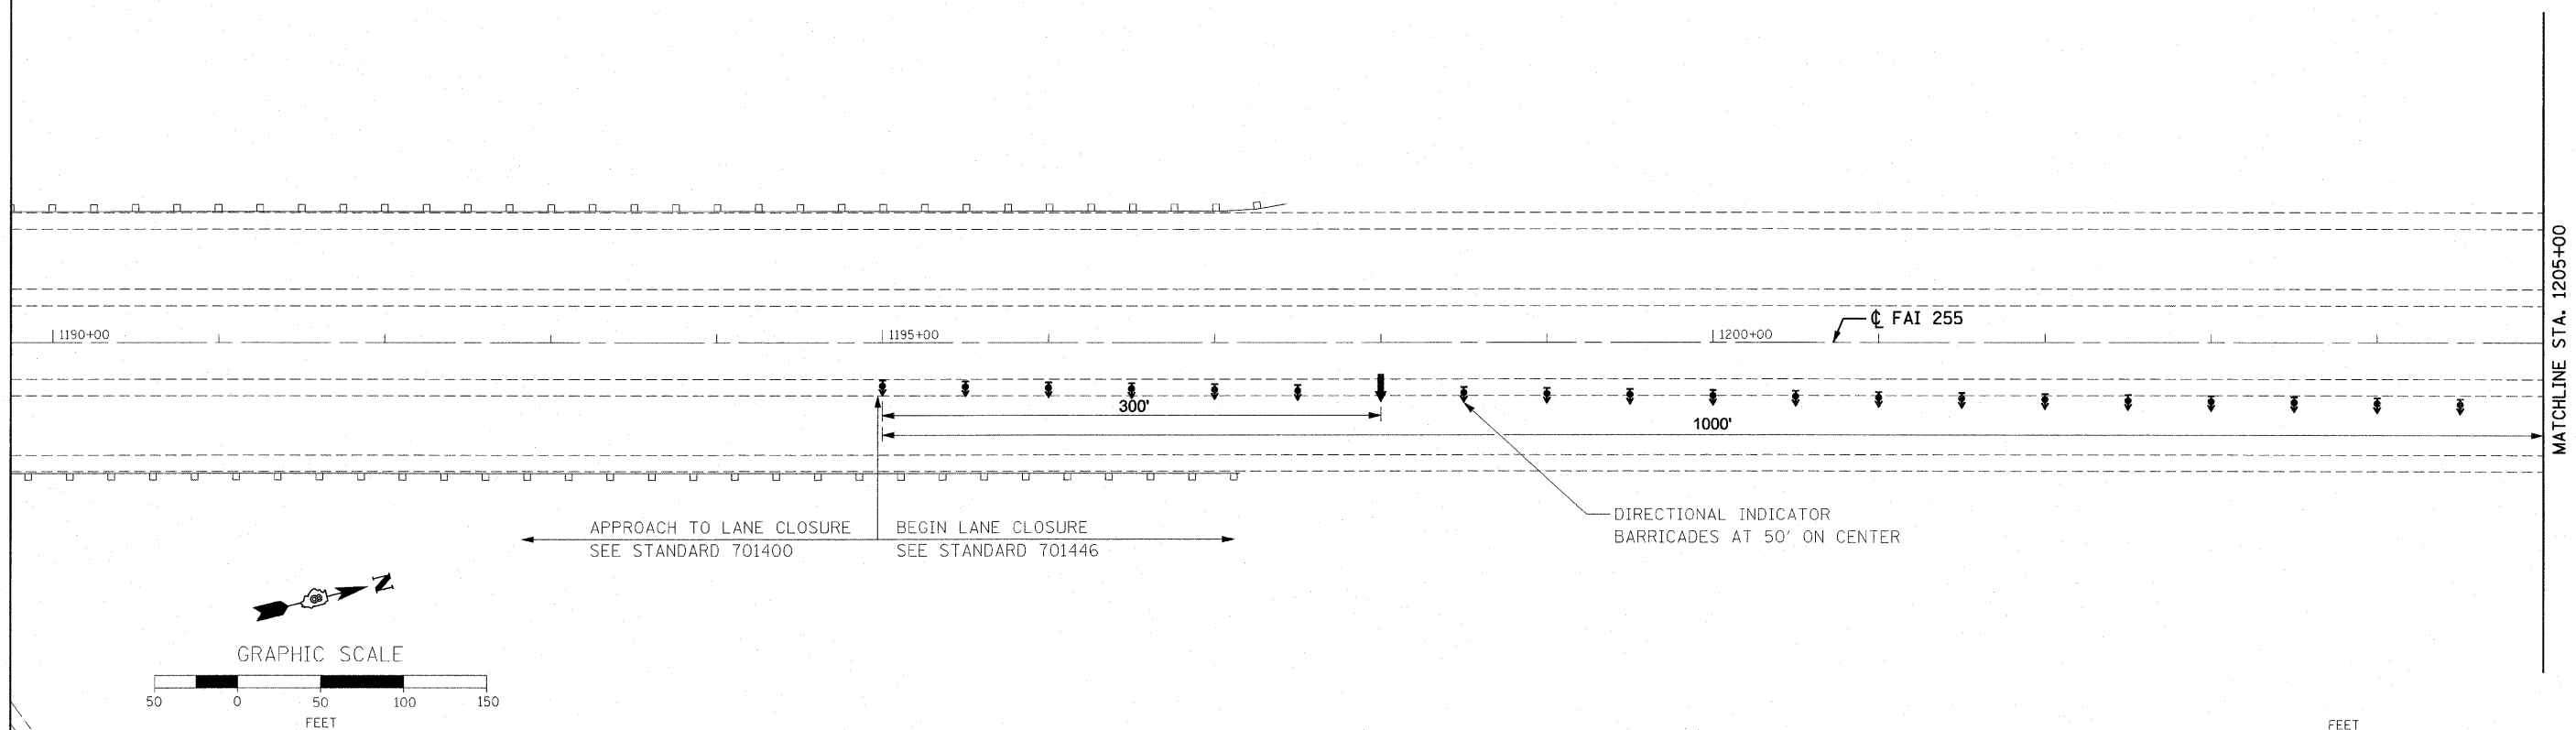 1190+00
1195+00
1200+00
℄ FAI 255
MATCHLINE STA. 1205+00
300'
1000'
APPROACH TO LANE CLOSURE
SEE STANDARD 701400
BEGIN LANE CLOSURE
SEE STANDARD 701446
DIRECTIONAL INDICATOR
BARRICADES AT 50' ON CENTER
N
GRAPHIC SCALE
50 0 50 100 150
FEET
FEET